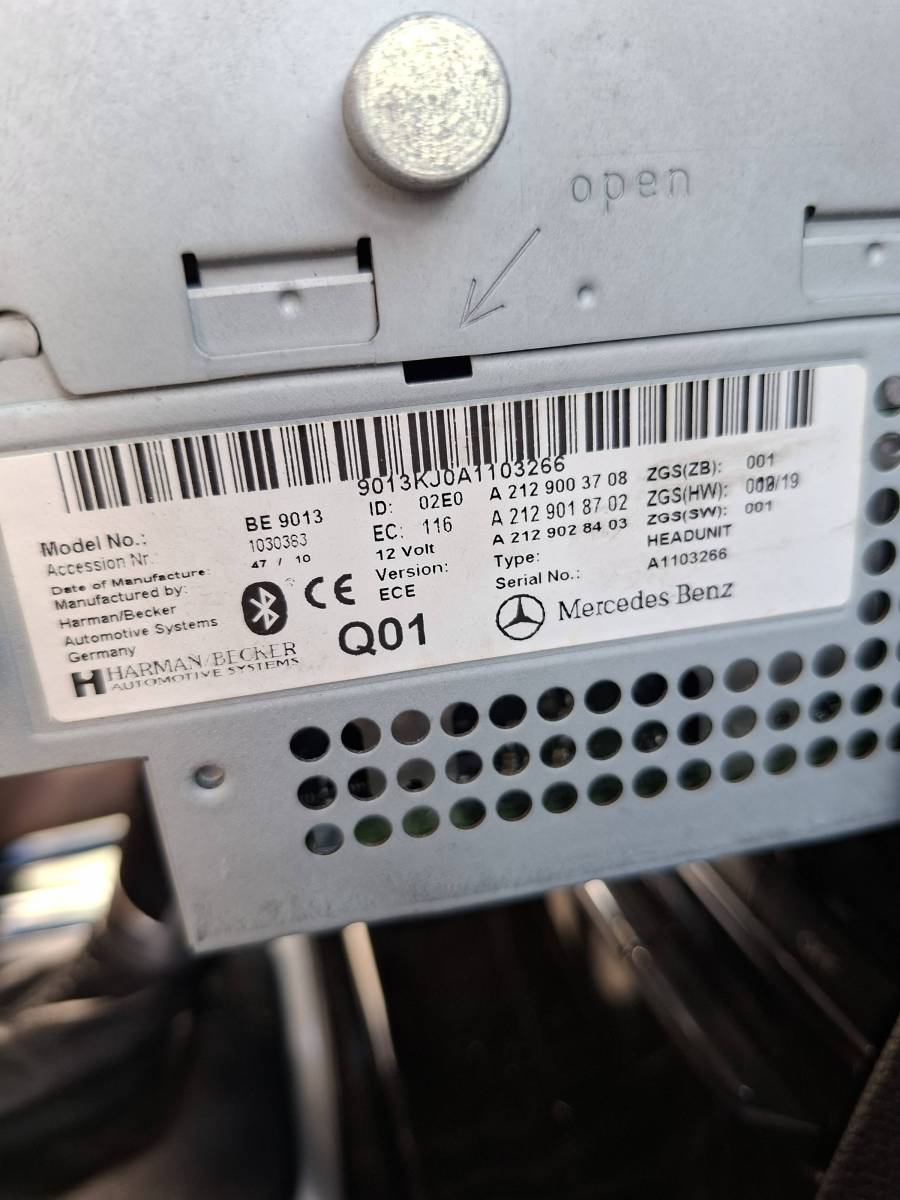 open
9013KJ0A1103266
Model No.: BE 9013
Accession Nr. 1030383
Date of Manufacture: 47 / 10
Manufactured by:
Harman/Becker
Automotive Systems
Germany
HARMAN/BECKER
AUTOMOTIVE SYSTEMS
CE
ID: 02E0
EC: 116
12 Volt
Version:
ECE
Q01
A 212 900 37 08 ZGS(ZB): 001
A 212 901 87 02 ZGS(HW): /19
A 212 902 84 03 ZGS(SW): 001
Type: HEADUNIT
Serial No.: A1103266
Mercedes Benz